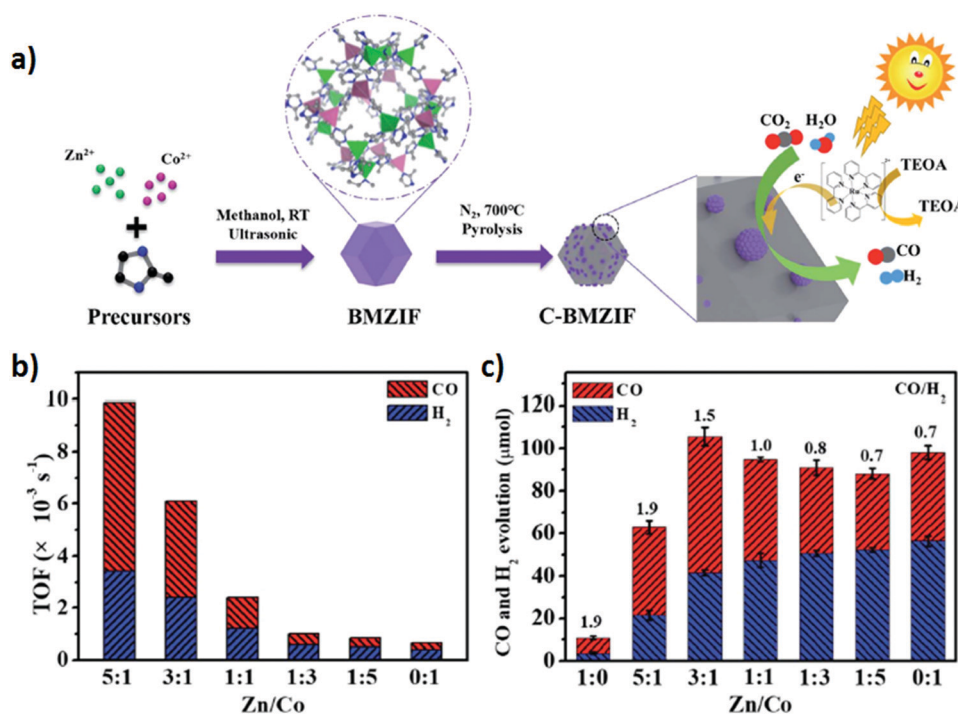 a)
Zn2+
Co2+
+
Precursors
Methanol, RT
Ultrasonic
BMZIF
N2, 700°C
Pyrolysis
C-BMZIF
CO2
H2O
e-
Ru
TEOA
TEOA
CO
H2
b)
TOF (× 10-3 s-1)
10
8
6
4
2
0
CO
H2
5:1 3:1 1:1 1:3 1:5 0:1
Zn/Co
c)
CO and H2 evolution (μmol)
120
100
80
60
40
20
0
CO
H2
CO/H2
1.9
1.9
1.5
1.0
0.8
0.7
0.7
1:0 5:1 3:1 1:1 1:3 1:5 0:1
Zn/Co